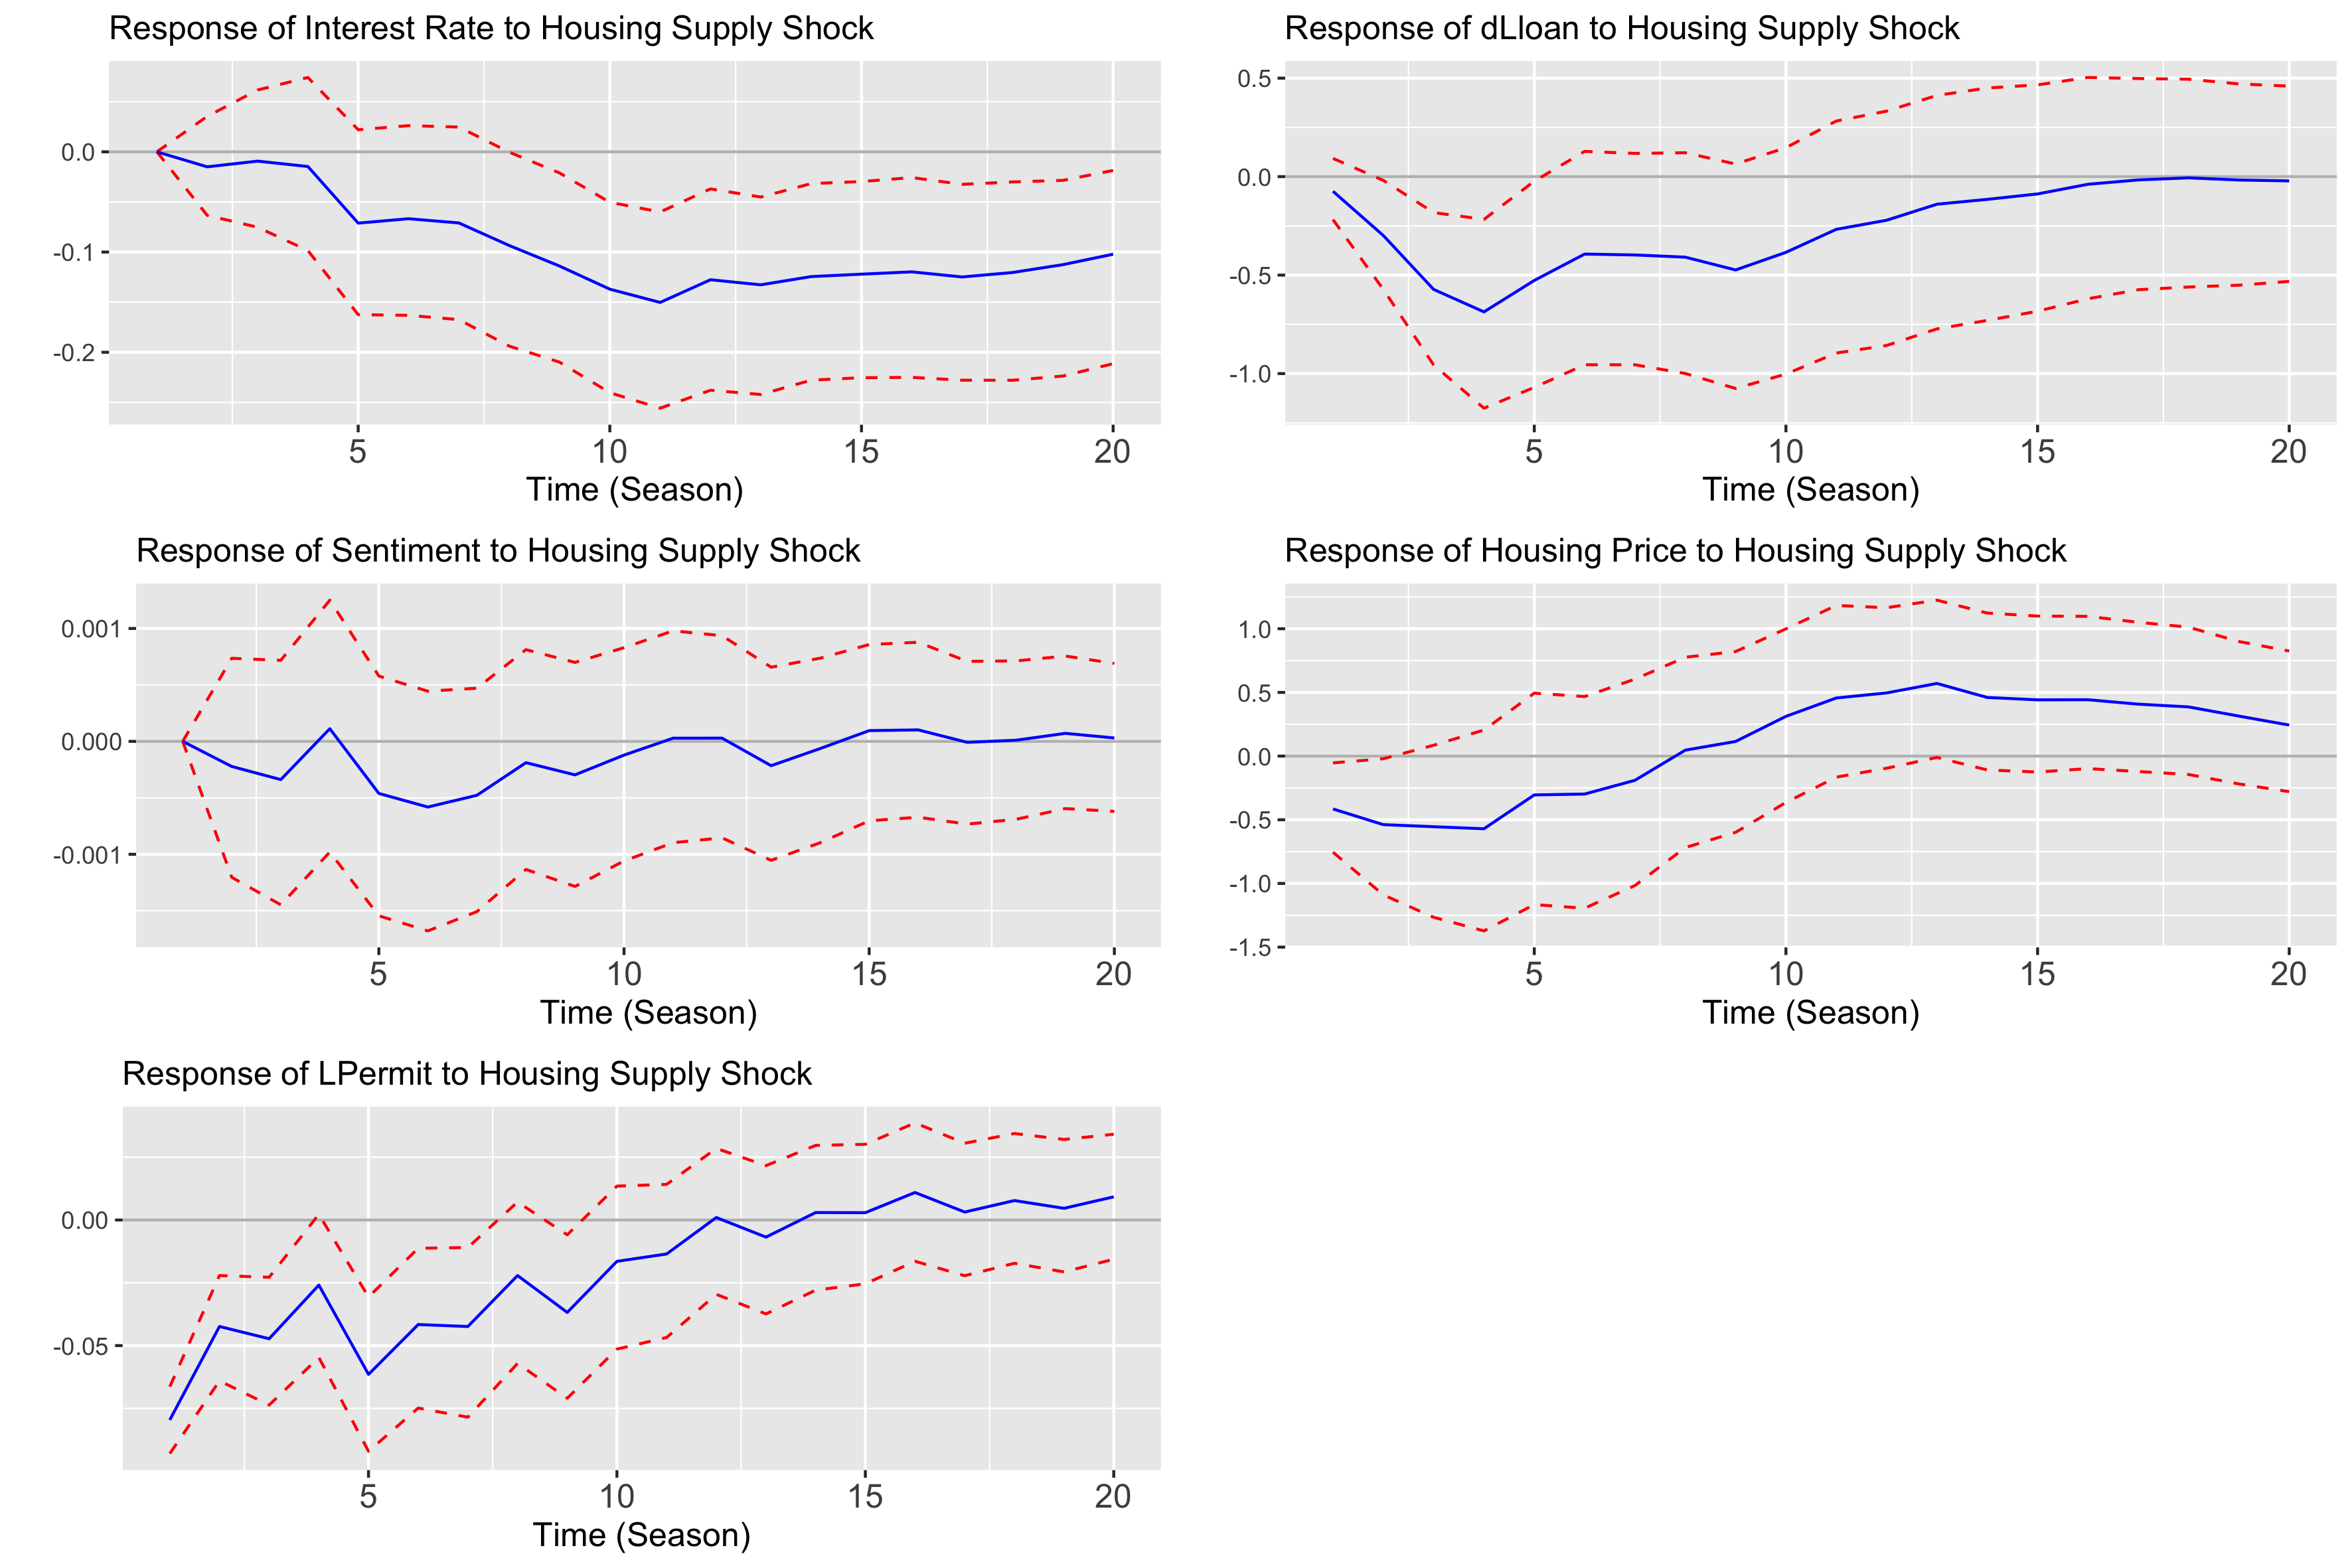 Response of Interest Rate to Housing Supply Shock
0.0
-0.1
-0.2
5 10 15 20
Time (Season)
Response of dLloan to Housing Supply Shock
0.5
0.0
-0.5
-1.0
5 10 15 20
Time (Season)
Response of Sentiment to Housing Supply Shock
0.001
0.000
-0.001
5 10 15 20
Time (Season)
Response of Housing Price to Housing Supply Shock
1.0
0.5
0.0
-0.5
-1.0
-1.5
5 10 15 20
Time (Season)
Response of LPermit to Housing Supply Shock
0.00
-0.05
5 10 15 20
Time (Season)